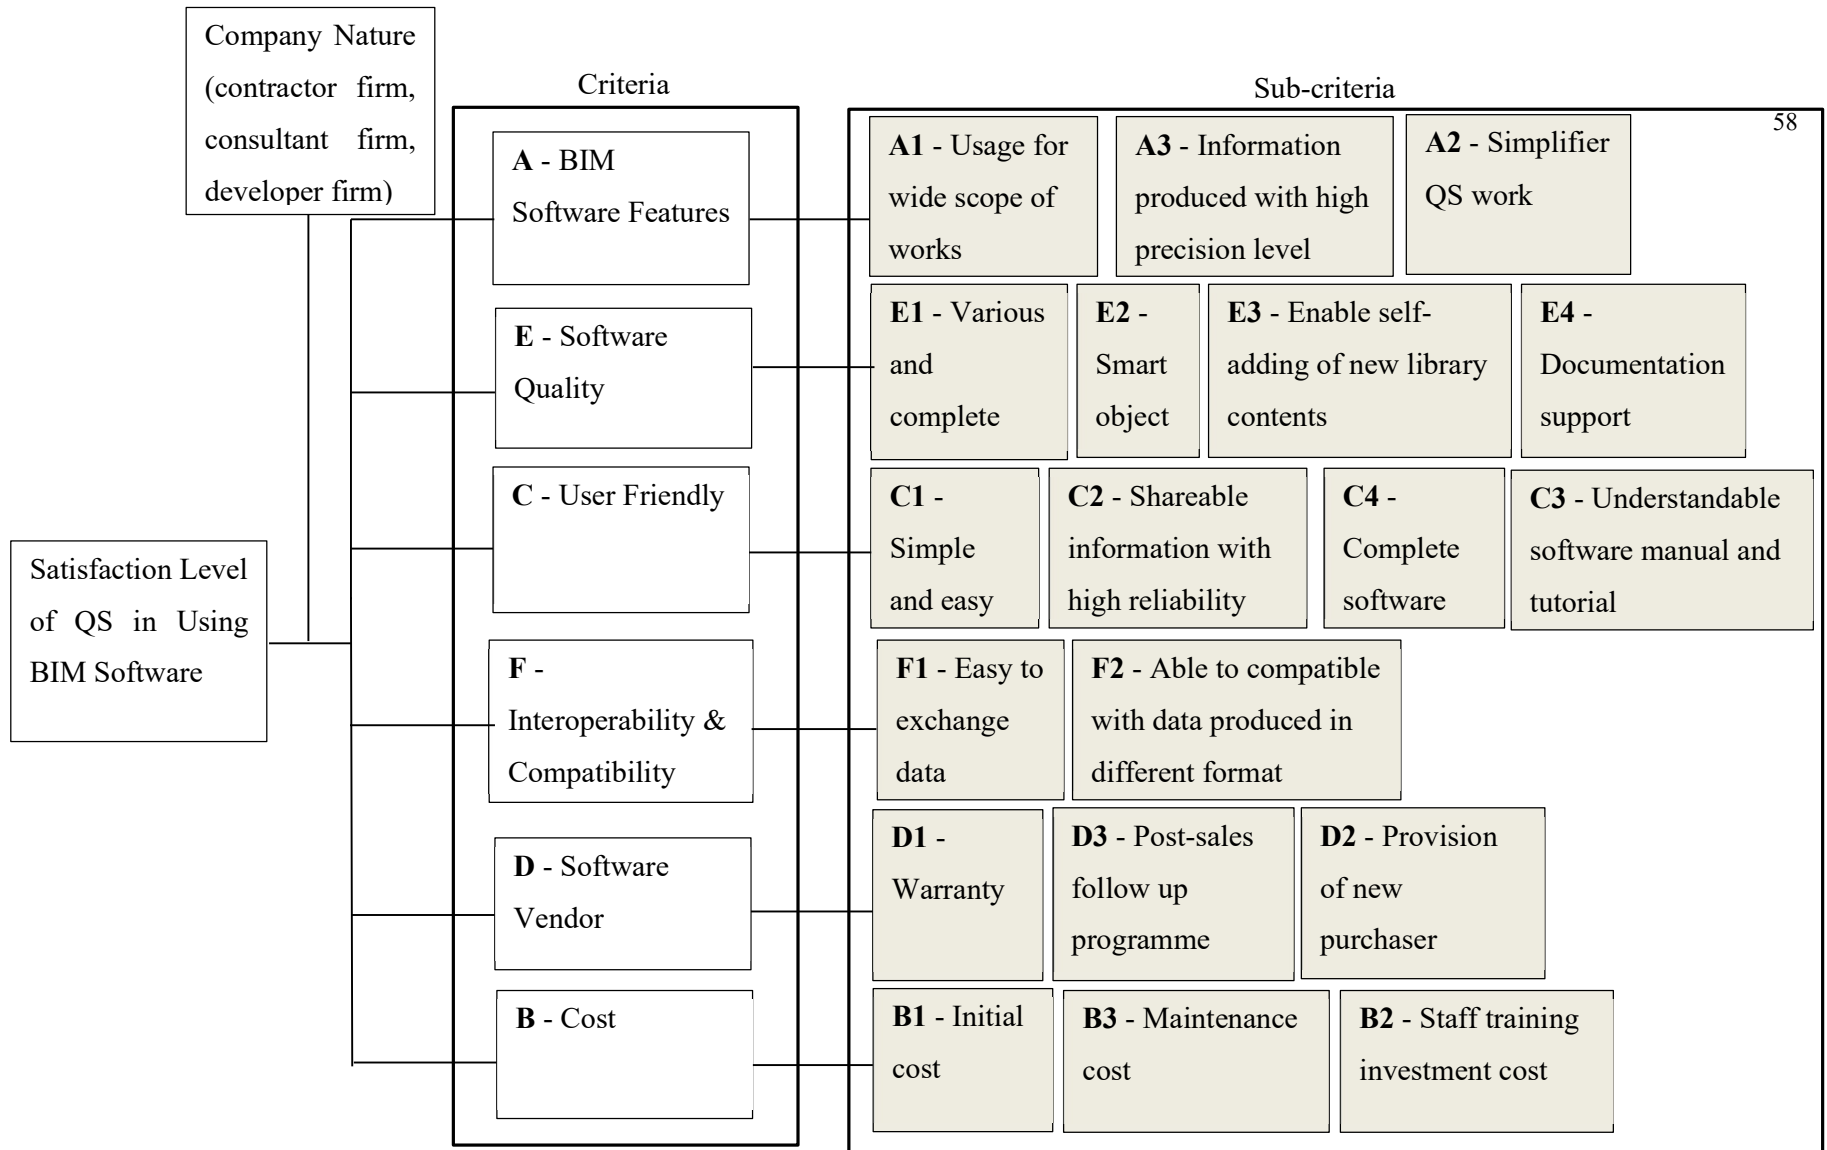 Company Nature
(contractor firm,
consultant firm,
developer firm)
Criteria
Sub-criteria
58
Satisfaction Level
of QS in Using
BIM Software
A - BIM
Software Features
A1 - Usage for
wide scope of
works
A3 - Information
produced with high
precision level
A2 - Simplifier
QS work
E - Software
Quality
E1 - Various
and
complete
E2 -
Smart
object
E3 - Enable self-
adding of new library
contents
E4 -
Documentation
support
C - User Friendly
C1 -
Simple
and easy
C2 - Shareable
information with
high reliability
C4 -
Complete
software
C3 - Understandable
software manual and
tutorial
F -
Interoperability &
Compatibility
F1 - Easy to
exchange
data
F2 - Able to compatible
with data produced in
different format
D - Software
Vendor
D1 -
Warranty
D3 - Post-sales
follow up
programme
D2 - Provision
of new
purchaser
B - Cost
B1 - Initial
cost
B3 - Maintenance
cost
B2 - Staff training
investment cost